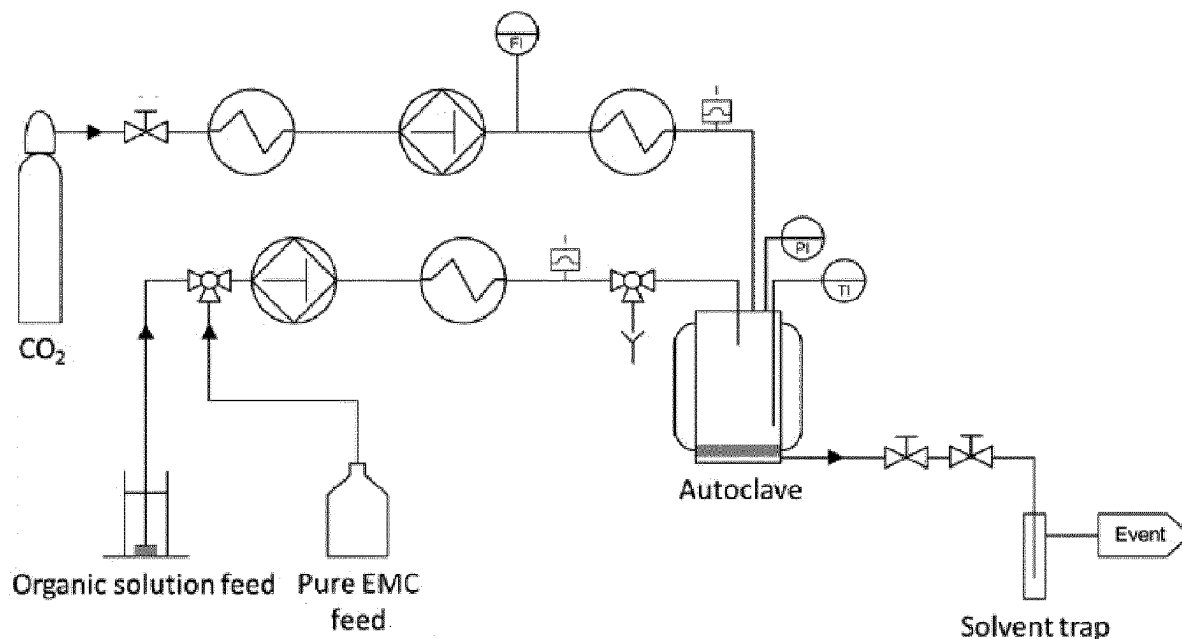 FI
I
PI
I
TI
CO₂
Autoclave
Event
Organic solution feed
Pure EMC
feed
Solvent trap